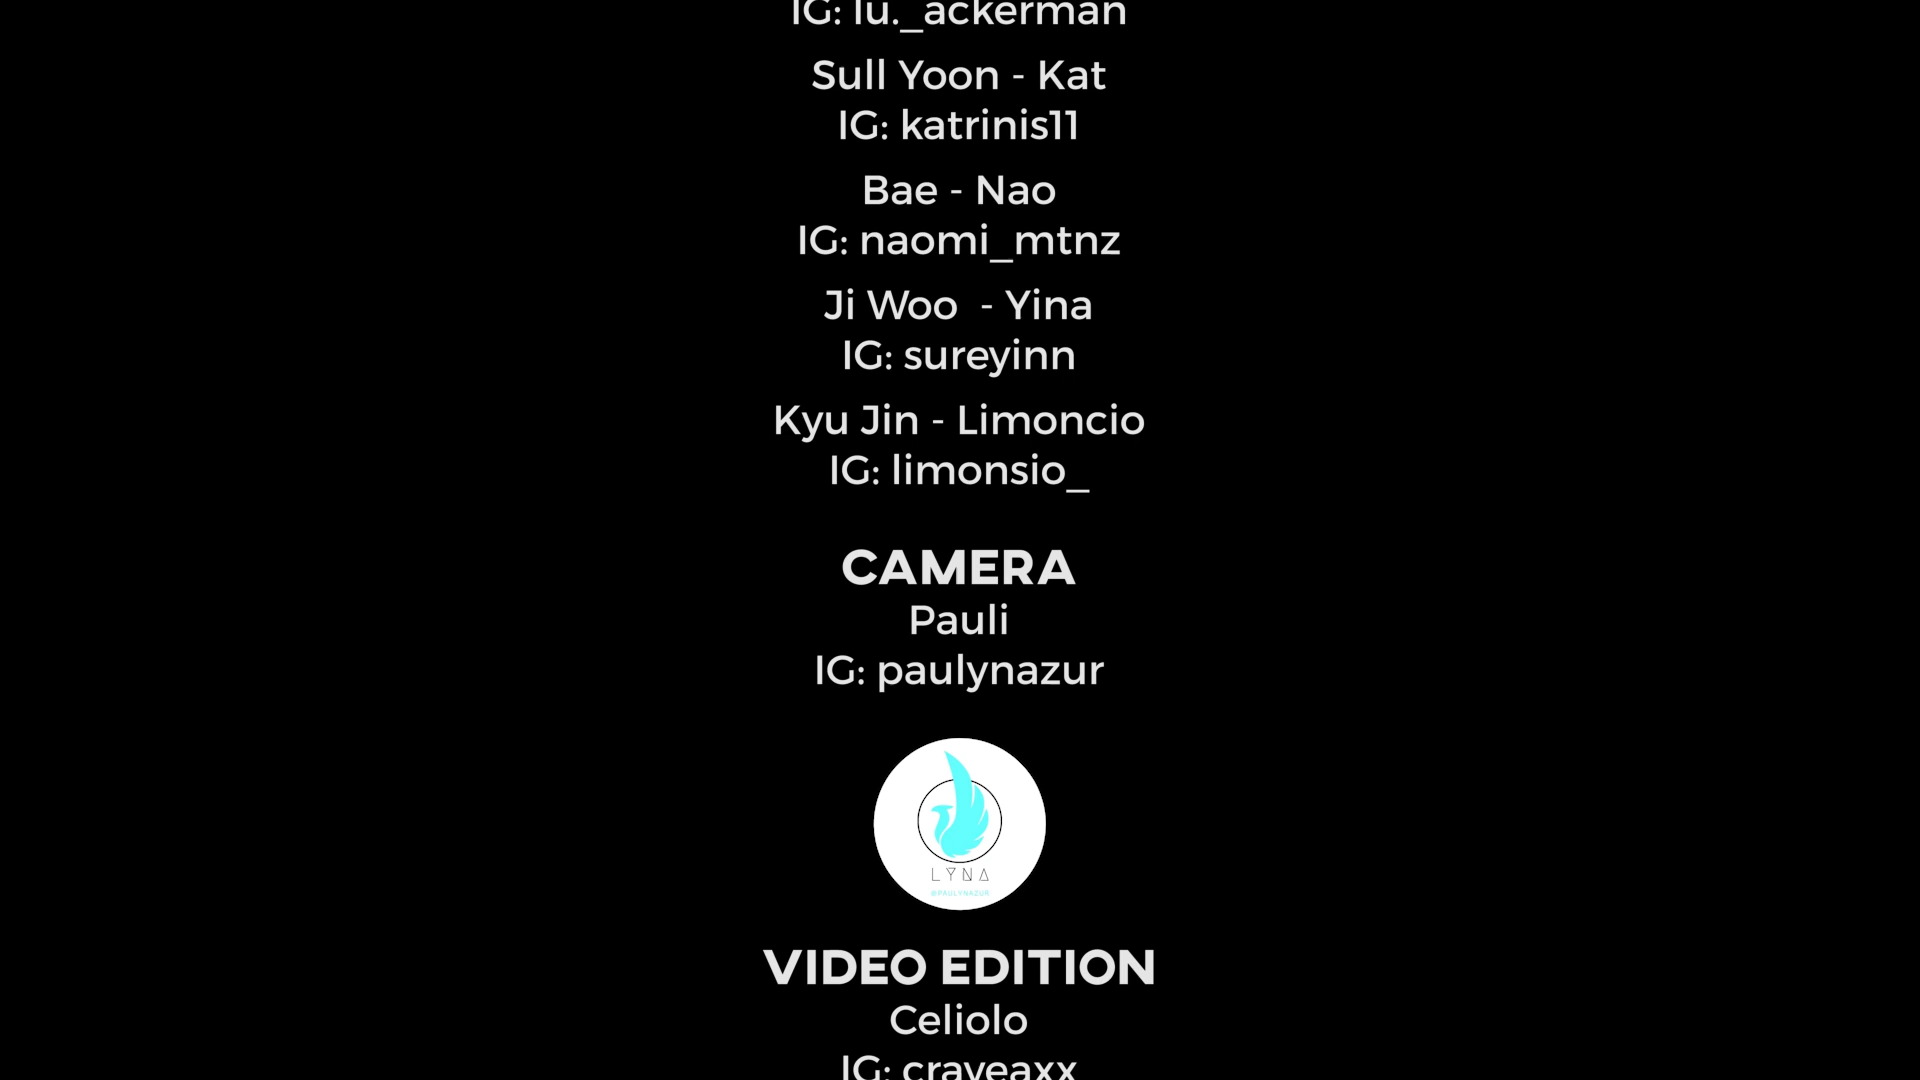 IG: lu._ackerman
Sull Yoon - Kat
IG: katrinis11
Bae - Nao
IG: naomi_mtnz
Ji Woo  - Yina
IG: sureyinn
Kyu Jin - Limoncio
IG: limonsio_
CAMERA
Pauli
IG: paulynazur
LYNA
@PAULYNAZUR
VIDEO EDITION
Celiolo
IG: craveaxx